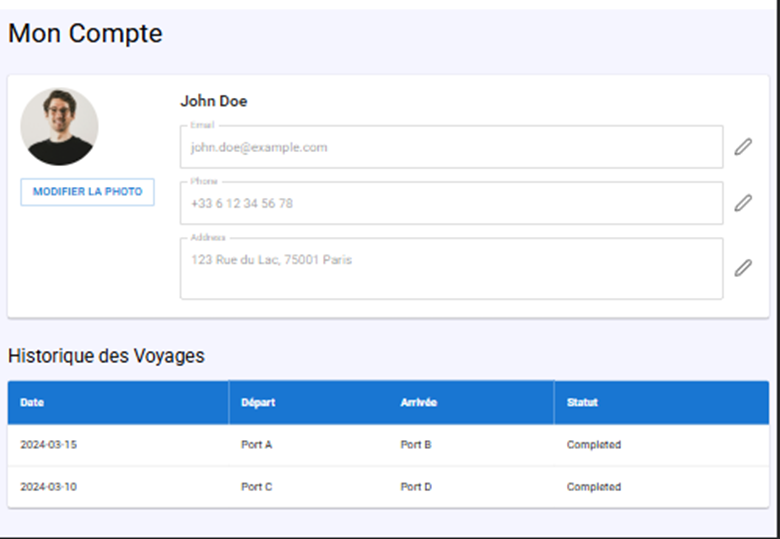 Mon Compte
John Doe
Email
john.doe@example.com
MODIFIER LA PHOTO
Phone
+33 6 12 34 56 78
Address
123 Rue du Lac, 75001 Paris
Historique des Voyages
Date Départ Arrivée Statut
2024-03-15 Port A Port B Completed
2024-03-10 Port C Port D Completed